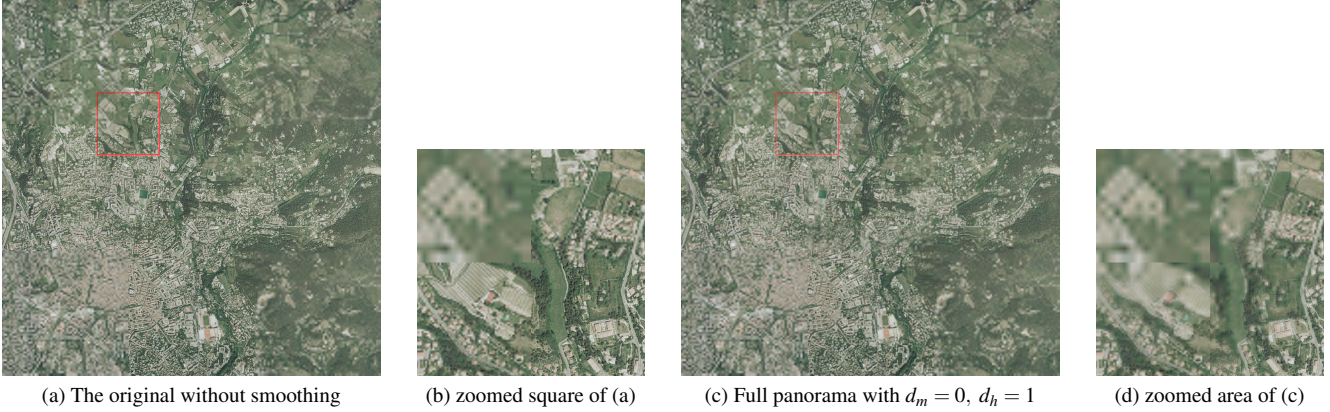 (a) The original without smoothing
(b) zoomed square of (a)
(c) Full panorama with d_m = 0, d_h = 1
(d) zoomed area of (c)